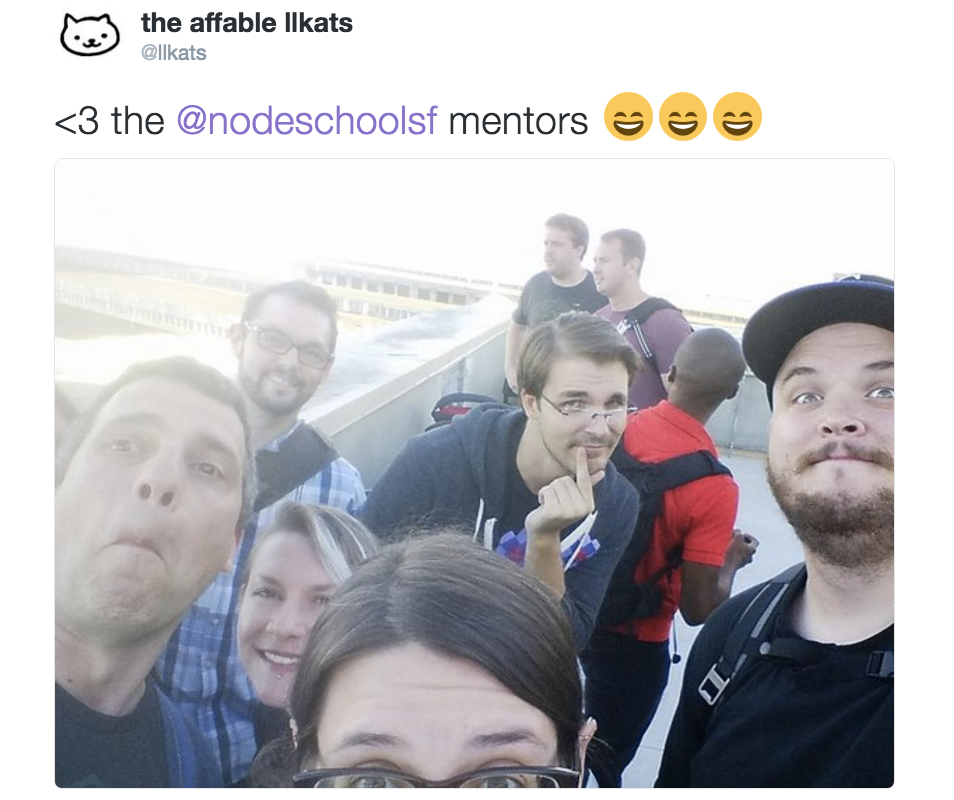 the affable llkats
@llkats
<3 the @nodeschoolsf mentors 😄😄😄